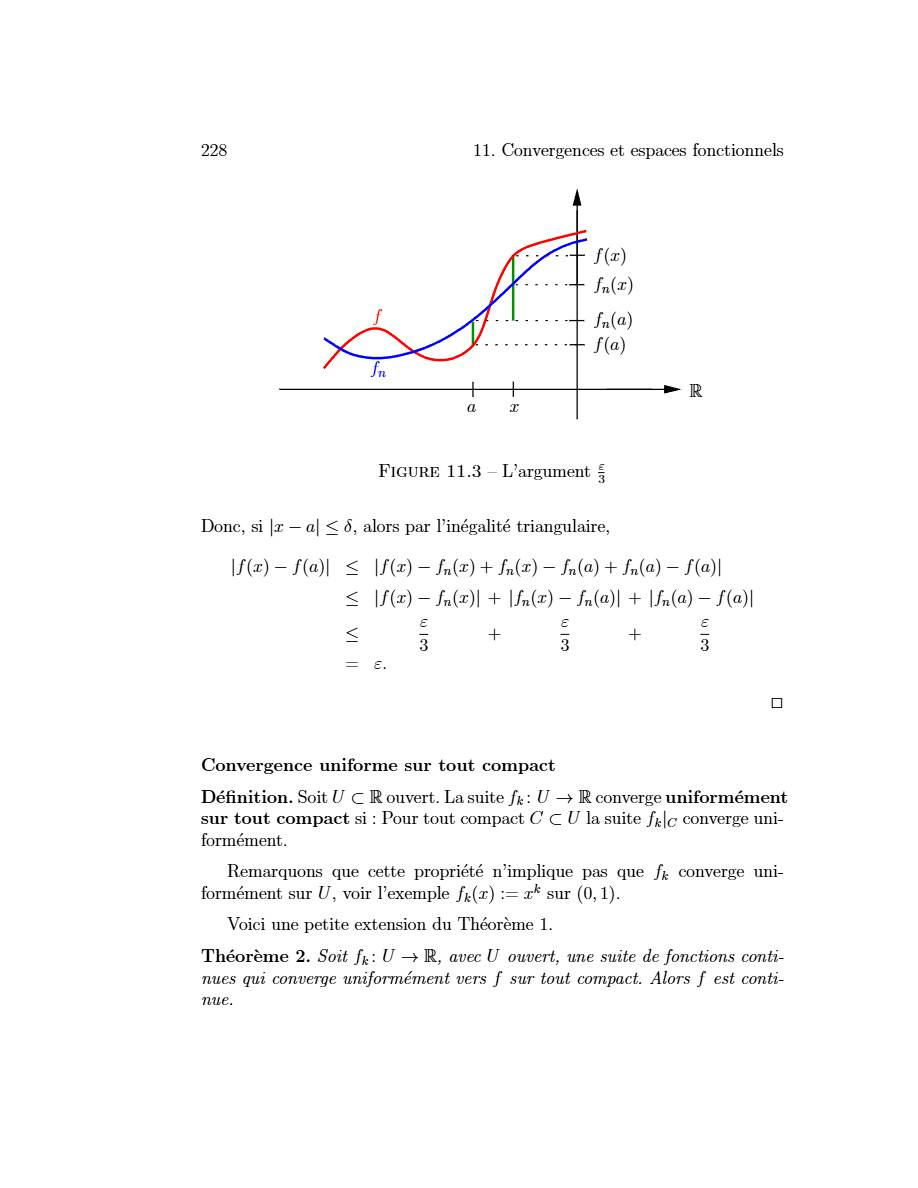 228 11. Convergences et espaces fonctionnels
f(x)
fₙ(x)
f
fₙ(a)
f(a)
fₙ
ℝ
a x
FIGURE 11.3 – L'argument ε/3
Donc, si |x − a| ≤ δ, alors par l'inégalité triangulaire,
|f(x) − f(a)| ≤ |f(x) − fₙ(x) + fₙ(x) − fₙ(a) + fₙ(a) − f(a)|
≤ |f(x) − fₙ(x)| + |fₙ(x) − fₙ(a)| + |fₙ(a) − f(a)|
≤ ε/3 + ε/3 + ε/3
= ε.
□
Convergence uniforme sur tout compact
Définition. Soit U ⊂ ℝ ouvert. La suite fₖ : U → ℝ converge uniformément
sur tout compact si : Pour tout compact C ⊂ U la suite fₖ|C converge uni-
formément.
Remarquons que cette propriété n'implique pas que fₖ converge uni-
formément sur U, voir l'exemple fₖ(x) := xᵏ sur (0, 1).
Voici une petite extension du Théorème 1.
Théorème 2. Soit fₖ : U → ℝ, avec U ouvert, une suite de fonctions conti-
nues qui converge uniformément vers f sur tout compact. Alors f est conti-
nue.